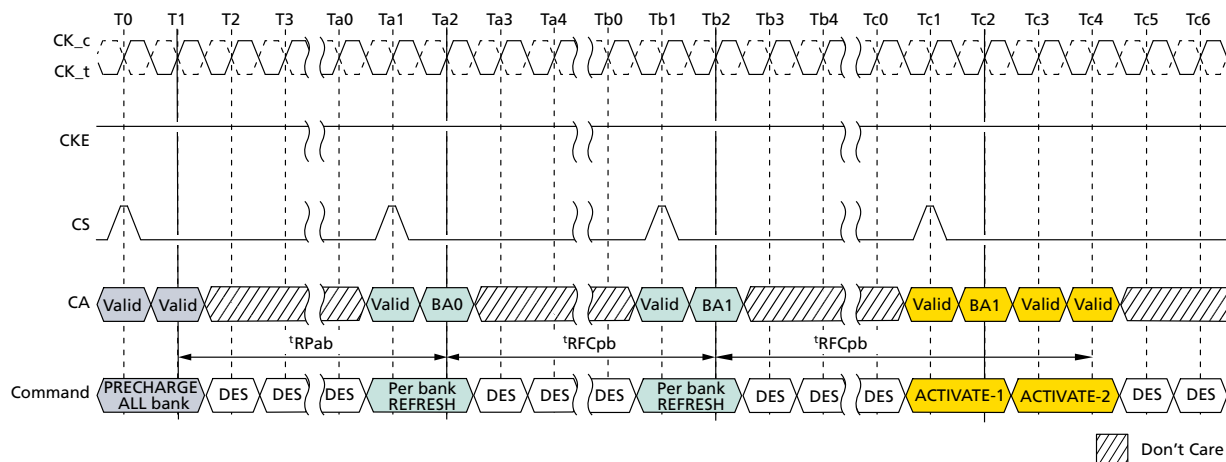 T0 T1 T2 T3 Ta0 Ta1 Ta2 Ta3 Ta4 Tb0 Tb1 Tb2 Tb3 Tb4 Tc0 Tc1 Tc2 Tc3 Tc4 Tc5 Tc6
CK_c
CK_t
CKE
CS
CA Valid Valid Valid BA0 Valid BA1 Valid BA1 Valid Valid
tRPab tRFCpb tRFCpb
Command PRECHARGE ALL bank DES DES DES Per bank REFRESH DES DES DES Per bank REFRESH DES DES DES ACTIVATE-1 ACTIVATE-2 DES DES
Don't Care